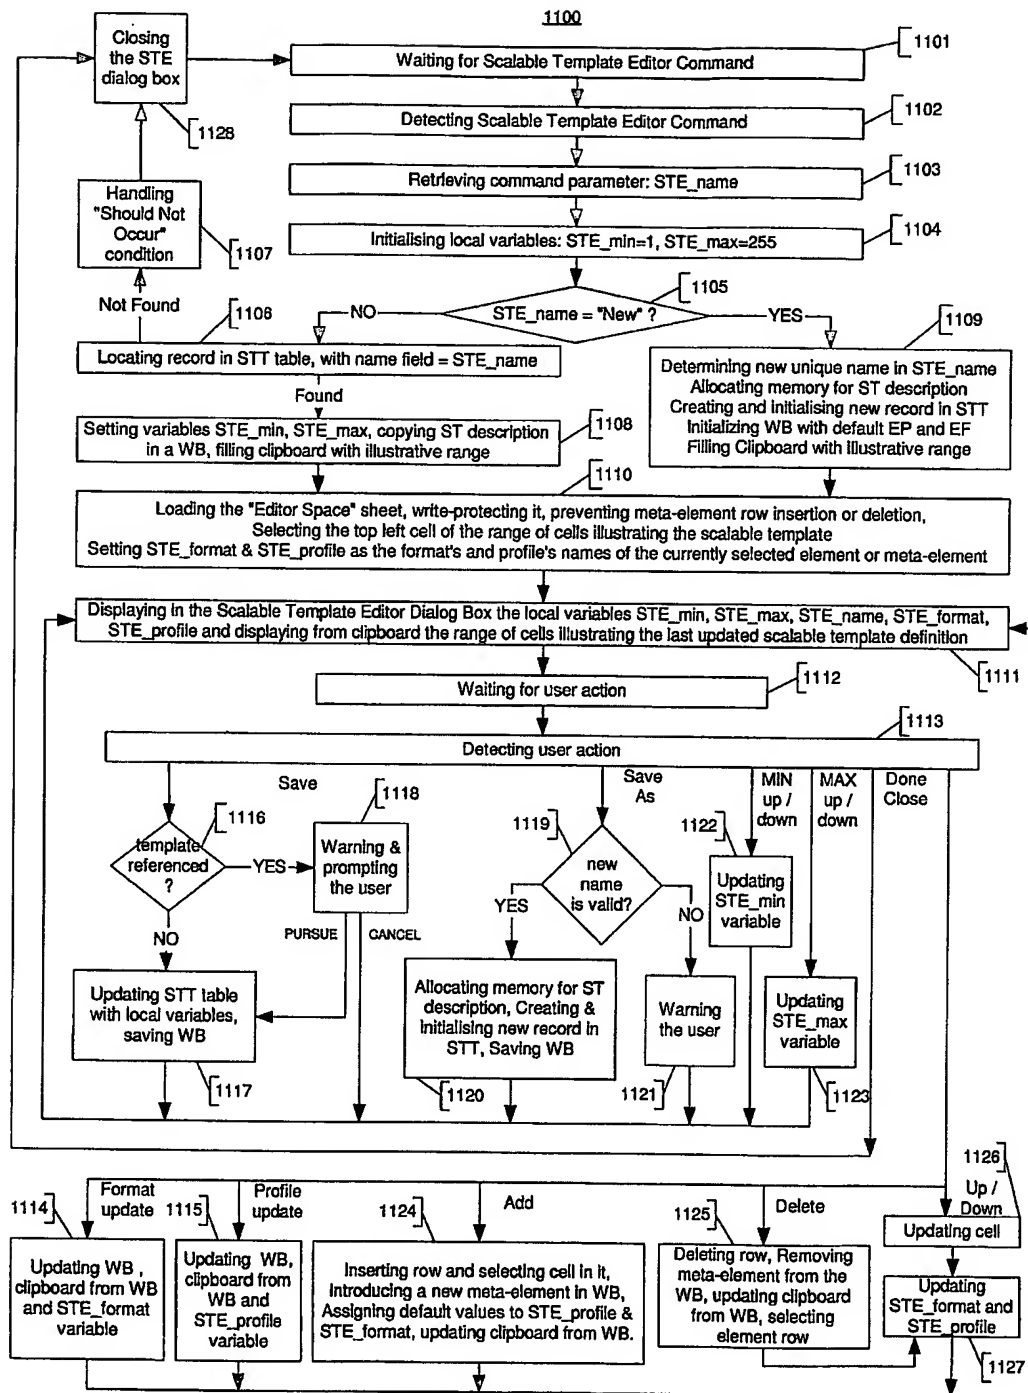 1100
Closing
the STE
dialog box
1128
Waiting for Scalable Template Editor Command
1101
Detecting Scalable Template Editor Command
1102
Retrieving command parameter: STE_name
1103
Handling
"Should Not
Occur"
condition
1107
Initialising local variables: STE_min=1, STE_max=255
1104
Not Found
1106
NO
STE_name = "New" ?
1105
YES
1109
Locating record in STT table, with name field = STE_name
Found
Determining new unique name in STE_name
Allocating memory for ST description
Creating and initialising new record in STT
Initializing WB with default EP and EF
Filling Clipboard with illustrative range
Setting variables STE_min, STE_max, copying ST description
in a WB, filling clipboard with illustrative range
1108
1110
Loading the "Editor Space" sheet, write-protecting it, preventing meta-element row insertion or deletion,
Selecting the top left cell of the range of cells illustrating the scalable template
Setting STE_format & STE_profile as the format's and profile's names of the currently selected element or meta-element
Displaying in the Scalable Template Editor Dialog Box the local variables STE_min, STE_max, STE_name, STE_format,
STE_profile and displaying from clipboard the range of cells illustrating the last updated scalable template definition
1111
Waiting for user action
1112
1113
Detecting user action
Save
Save
As
MIN
up /
down
MAX
up /
down
Done
Close
1116
template
referenced
?
YES
NO
1118
Warning &
prompting
the user
PURSUE
CANCEL
1119
new
name
is valid?
YES
NO
1122
Updating
STE_min
variable
Updating STT table
with local variables,
saving WB
1117
Allocating memory for ST
description, Creating &
Initialising new record in
STT, Saving WB
1120
Warning
the user
1121
Updating
STE_max
variable
1123
1114
Format
update
1115
Profile
update
1124
Add
1125
Delete
1126
Up /
Down
Updating cell
Updating WB ,
clipboard from WB
and STE_format
variable
Updating WB,
clipboard from
WB and
STE_profile
variable
Inserting row and selecting cell in it,
Introducing a new meta-element in WB,
Assigning default values to STE_profile &
STE_format, updating clipboard from WB.
Deleting row, Removing
meta-element from the
WB, updating clipboard
from WB, selecting
element row
Updating
STE_format and
STE_profile
1127